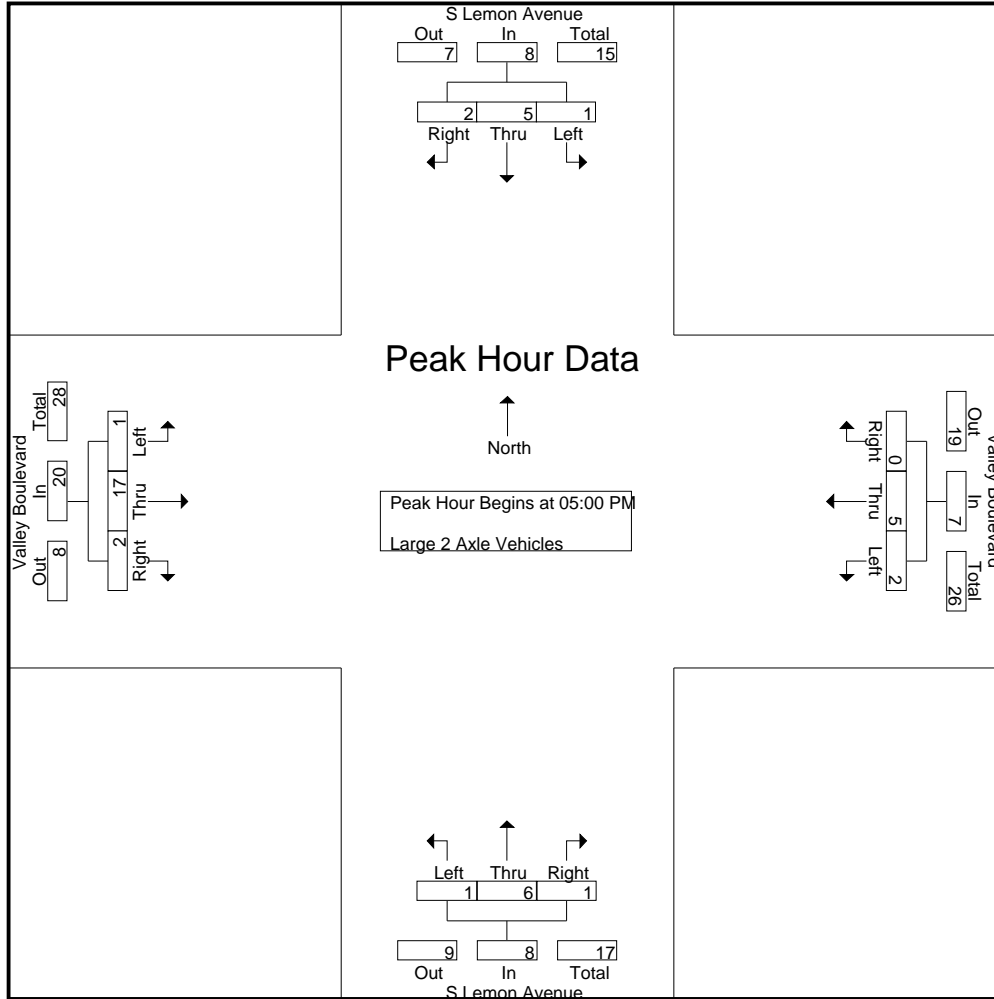 S Lemon Avenue
Out In Total
7 8 15
2 5 1
Right Thru Left
Peak Hour Data
North
Peak Hour Begins at 05:00 PM
Large 2 Axle Vehicles
Valley Boulevard
Out In Total
8 20 28
Left Thru Right
1 17 2
Valley Boulevard
Out In Total
19 7 26
Right Thru Left
0 5 2
Left Thru Right
1 6 1
9 8 17
Out In Total
S Lemon Avenue